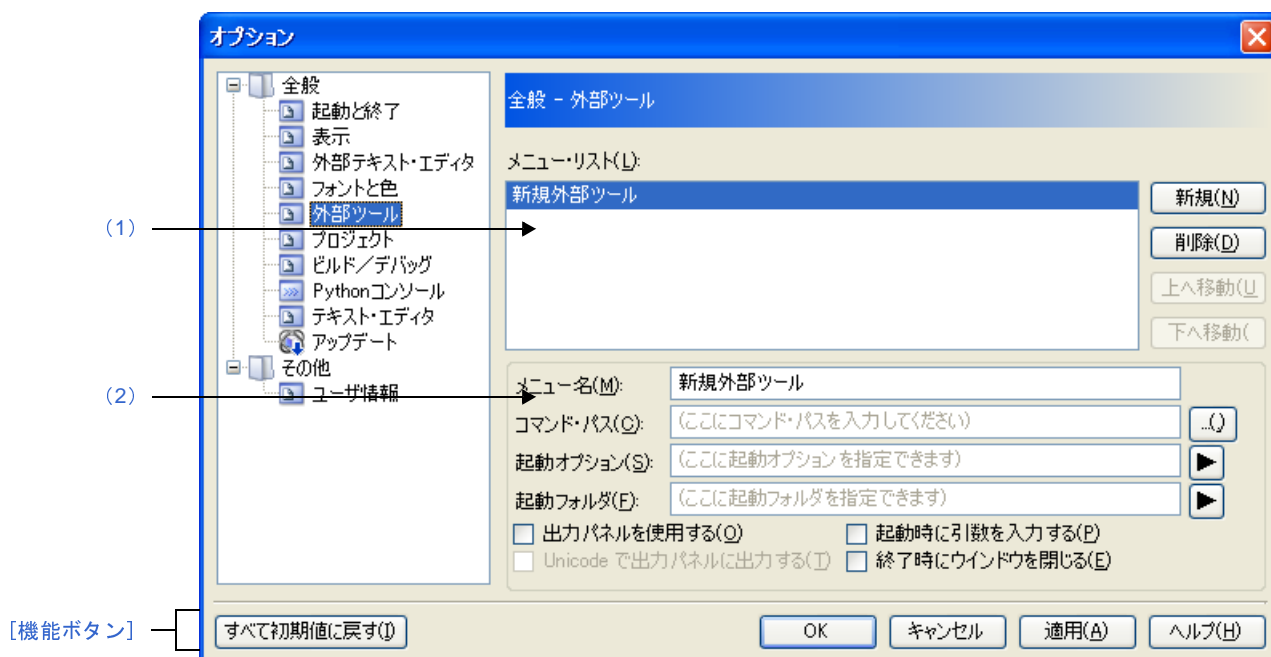 オプション
全般
起動と終了
表示
外部テキスト・エディタ
フォントと色
外部ツール
プロジェクト
ビルド／デバッグ
Pythonコンソール
テキスト・エディタ
アップデート
その他
ユーザ情報
全般 - 外部ツール
メニュー・リスト(L):
新規外部ツール
新規(N)
削除(D)
上へ移動(U
下へ移動(
(1)
(2)
メニュー名(M):
新規外部ツール
コマンド・パス(C):
(ここにコマンド・パスを入力してください)
...()
起動オプション(S):
(ここに起動オプションを指定できます)
起動フォルダ(F):
(ここに起動フォルダを指定できます)
出力パネルを使用する(O)
起動時に引数を入力する(P)
Unicode で出力パネルに出力する(T)
終了時にウインドウを閉じる(E)
[機能ボタン]
すべて初期値に戻す(I)
OK
キャンセル
適用(A)
ヘルプ(H)